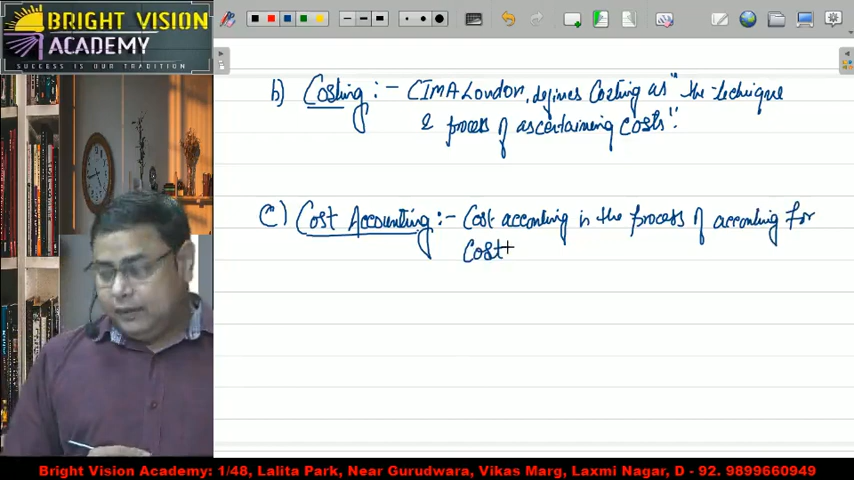 BRIGHT VISION
ACADEMY
SUCCESS IS OUR TRADITION
b) Costing :- CIMA London, defines Costing as "the technique
& process of ascertaining costs".
C) Cost Accounting :- Cost acconting is the process of acconting for
Cost
Bright Vision Academy: 1/48, Lalita Park, Near Gurudwara, Vikas Marg, Laxmi Nagar, D - 92. 9899660949